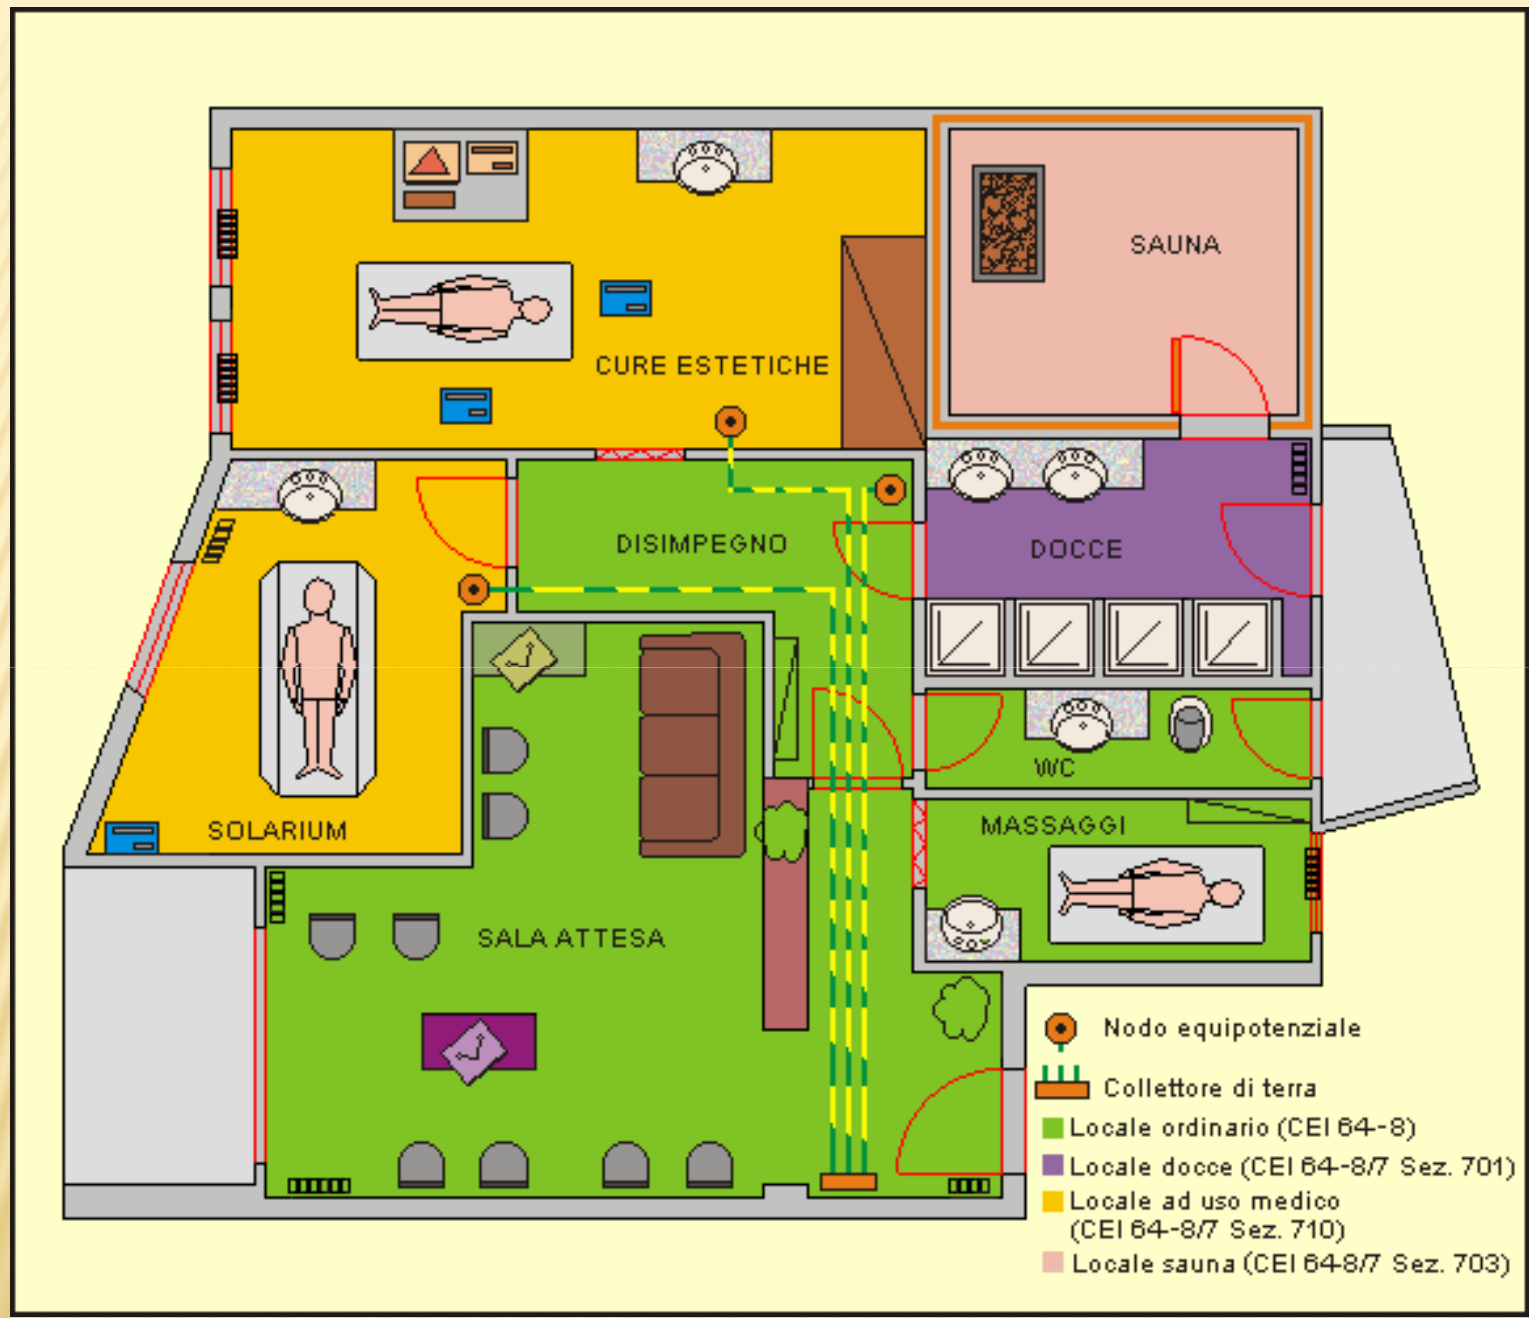 SAUNA
CURE ESTETICHE
DISIMPEGNO
DOCCE
WC
SOLARIUM
MASSAGGI
SALA ATTESA
Nodo equipotenziale
Collettore di terra
Locale ordinario (CEI 64--8)
Locale docce (CEI 64--8/7 Sez. 701)
Locale ad uso medico
(CEI 64--8/7 Sez. 710)
Locale sauna (CEI 64-8/7 Sez. 703)